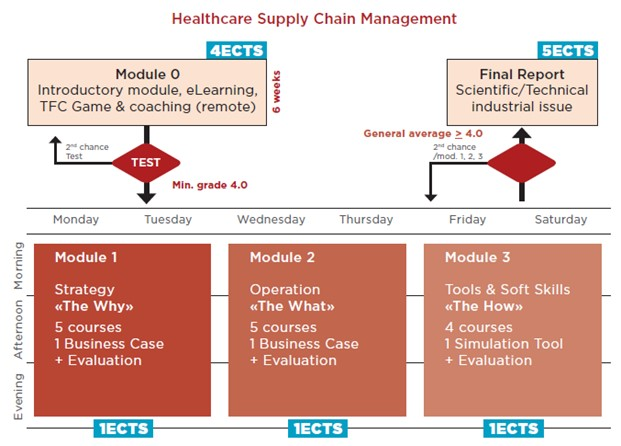 Healthcare Supply Chain Management
4ECTS
Module 0
Introductory module, eLearning,
TFC Game & coaching (remote)
6 weeks
2nd chance
Test
TEST
Min. grade 4.0
5ECTS
Final Report
Scientific/Technical
industrial issue
General average ≥ 4.0
2nd chance
/mod. 1, 2, 3
Monday Tuesday Wednesday Thursday Friday Saturday
Morning
Afternoon
Evening
Module 1
Strategy
«The Why»
5 courses
1 Business Case
+ Evaluation
1ECTS
Module 2
Operation
«The What»
5 courses
1 Business Case
+ Evaluation
1ECTS
Module 3
Tools & Soft Skills
«The How»
4 courses
1 Simulation Tool
+ Evaluation
1ECTS